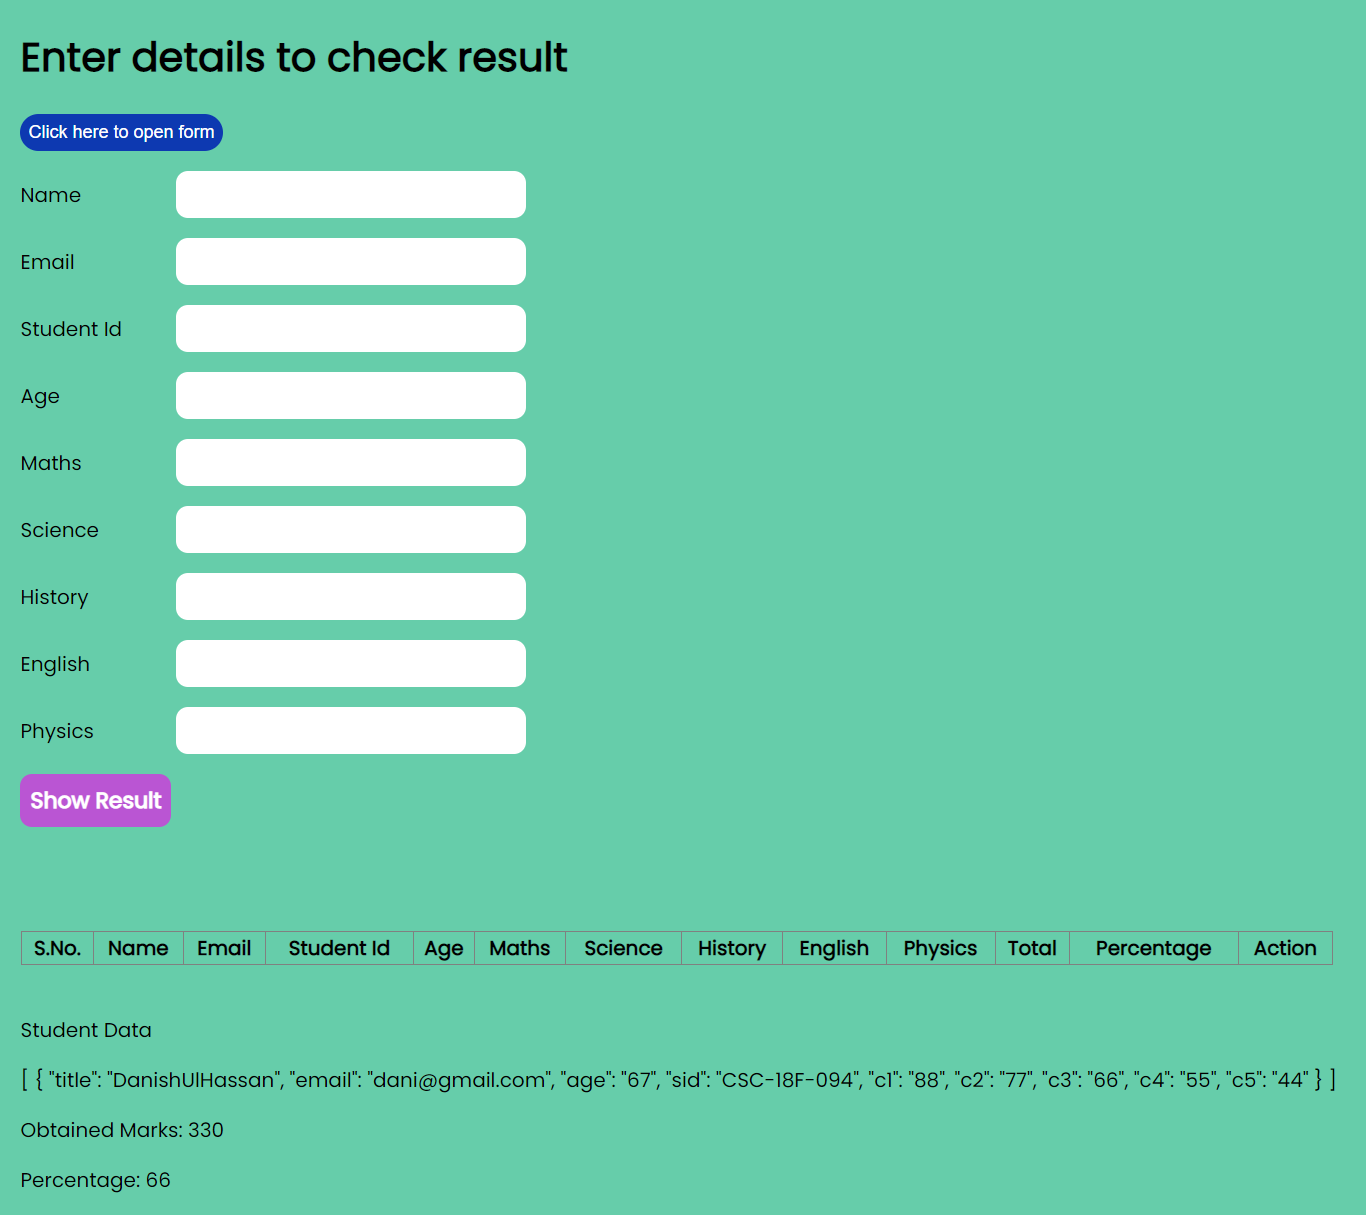 Enter details to check result
Click here to open form
Name
Email
Student Id
Age
Maths
Science
History
English
Physics
Show Result
S.No. Name Email Student Id Age Maths Science History English Physics Total Percentage Action
Student Data
[ { "title": "DanishUlHassan", "email": "dani@gmail.com", "age": "67", "sid": "CSC-18F-094", "c1": "88", "c2": "77", "c3": "66", "c4": "55", "c5": "44" } ]
Obtained Marks: 330
Percentage: 66